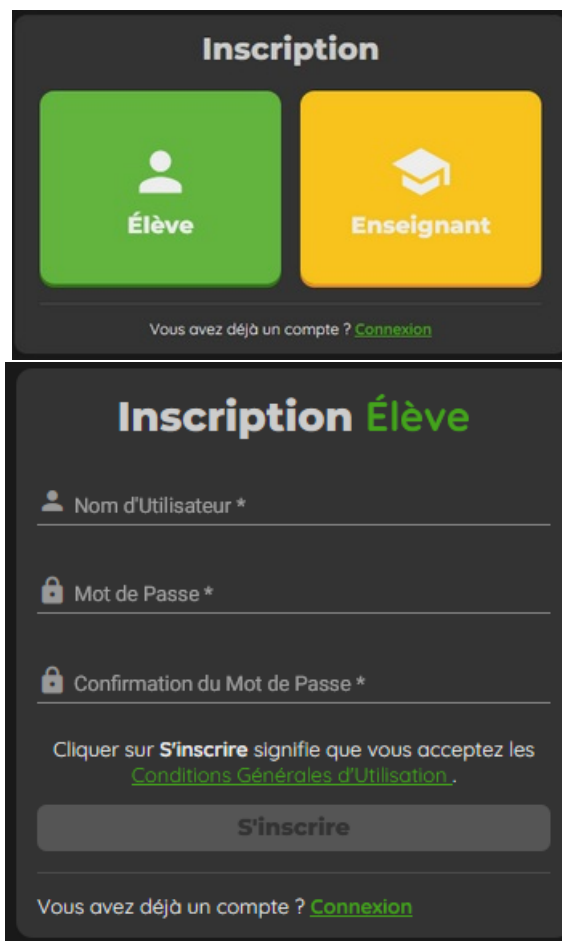 Inscription
Élève
Enseignant
Vous avez déjà un compte ? Connexion
Inscription Élève
Nom d'Utilisateur *
Mot de Passe *
Confirmation du Mot de Passe *
Cliquer sur S'inscrire signifie que vous acceptez les
Conditions Générales d'Utilisation .
S'inscrire
Vous avez déjà un compte ? Connexion